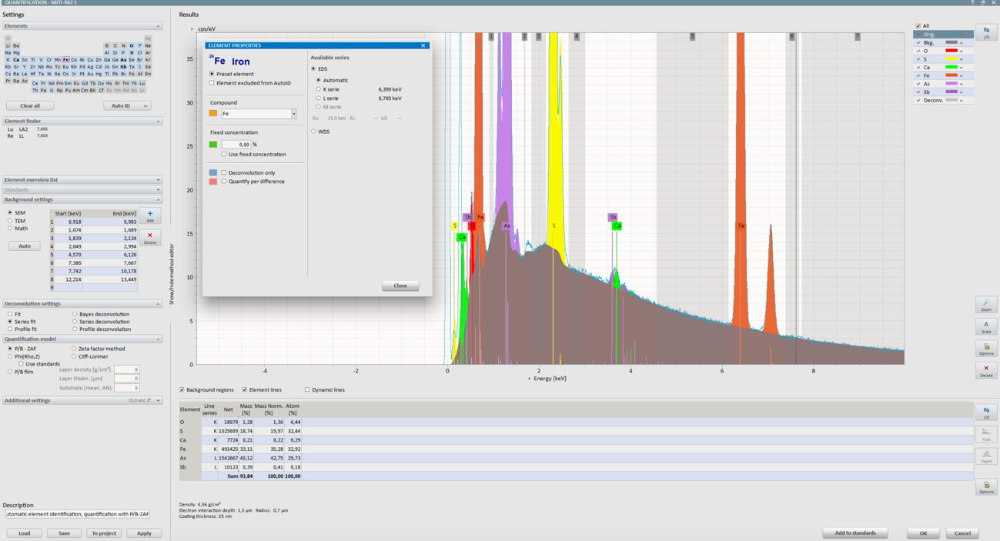 QUANTIFICATION - MITI-R02 1
Settings
Elements
H He
Li Be B C N O F Ne
Na Mg Al Si P S Cl Ar
K Ca Sc Ti V Cr Mn Fe Co Ni Cu Zn Ga Ge As Se Br Kr
Rb Sr Y Zr Nb Mo Tc Ru Rh Pd Ag Cd In Sn Sb Te I Xe
Cs Ba La Hf Ta W Re Os Ir Pt Au Hg Tl Pb Bi Po At Rn
Fr Ra Ac Ce Pr Nd Pm Sm Eu Gd Tb Dy Ho Er Tm Yb Lu
Th Pa U Np Pu Am Cm Bk Cf Es Fm Md Lr
Clear all Auto ID
Element finder
Lu LA2 7,605
Re LL 7,603
Element overview list
Standards
Background settings
SEM
TEM
Math
Auto
Start [keV] End [keV]
1 0,918 0,983
2 1,674 1,689
3 1,839 2,134
4 2,649 2,994
5 4,570 6,126
6 7,386 7,667
7 7,742 10,178
8 12,214 13,449
9
Add
Delete
Deconvolution settings
Fit Bayes deconvolution
Series fit Series deconvolution
Profile fit Profile deconvolution
Quantification model
P/B - ZAF Zeta factor method
Phi(Rho,Z) Cliff-Lorimer
Use standards
P/B film
Layer density [g/cm³] 0
Layer thickn. [μm] 0
Substrate (mean. AN) 0
Additional settings 15,0 keV, 0°
Description
utomatic element identification, quantification with P/B-ZAF
Load Save To project Apply
Show/hide method editor
Results
cps/eV
35
30
25
20
15
10
5
0
1 2 3 4 5 6 7
S Ca Sb O Fe As S Sb Ca Fe
-4 -2 0 2 4 6 8
Energy [keV]
ELEMENT PROPERTIES
26 Fe Iron
Preset element
Element excluded from AutoID
Compound
Fe
Fixed concentration
0,00 %
Use fixed concentration
Deconvolution only
Quantify per difference
Available series
EDS
Automatic
K serie 6,399 keV
L serie 0,705 keV
M serie
Eo: 15,0 keV Ec: --- U0: ---
WDS
Close
All
Orig.
Bkg.
O
S
Ca
Fe
As
Sb
Deconv.
I/O
Zoom
Scale
Options
Delete
Background regions Element lines Dynamic lines
Element Line series Net Mass [%] Mass Norm. [%] Atom [%]
O K 18079 1,28 1,36 4,44
S K 1025699 18,74 19,97 32,44
Ca K 7724 0,21 0,22 0,29
Fe K 491425 33,11 35,28 32,92
As L 1542667 40,12 42,75 29,73
Sb L 10123 0,39 0,41 0,18
Sum 93,84 100,00 100,00
I/O
Coat
Depth
Options
Density: 4,36 g/cm³
Electron interaction depth: 1,3 μm Radius: 0,7 μm
Coating thickness: 25 nm
Add to standards OK Cancel